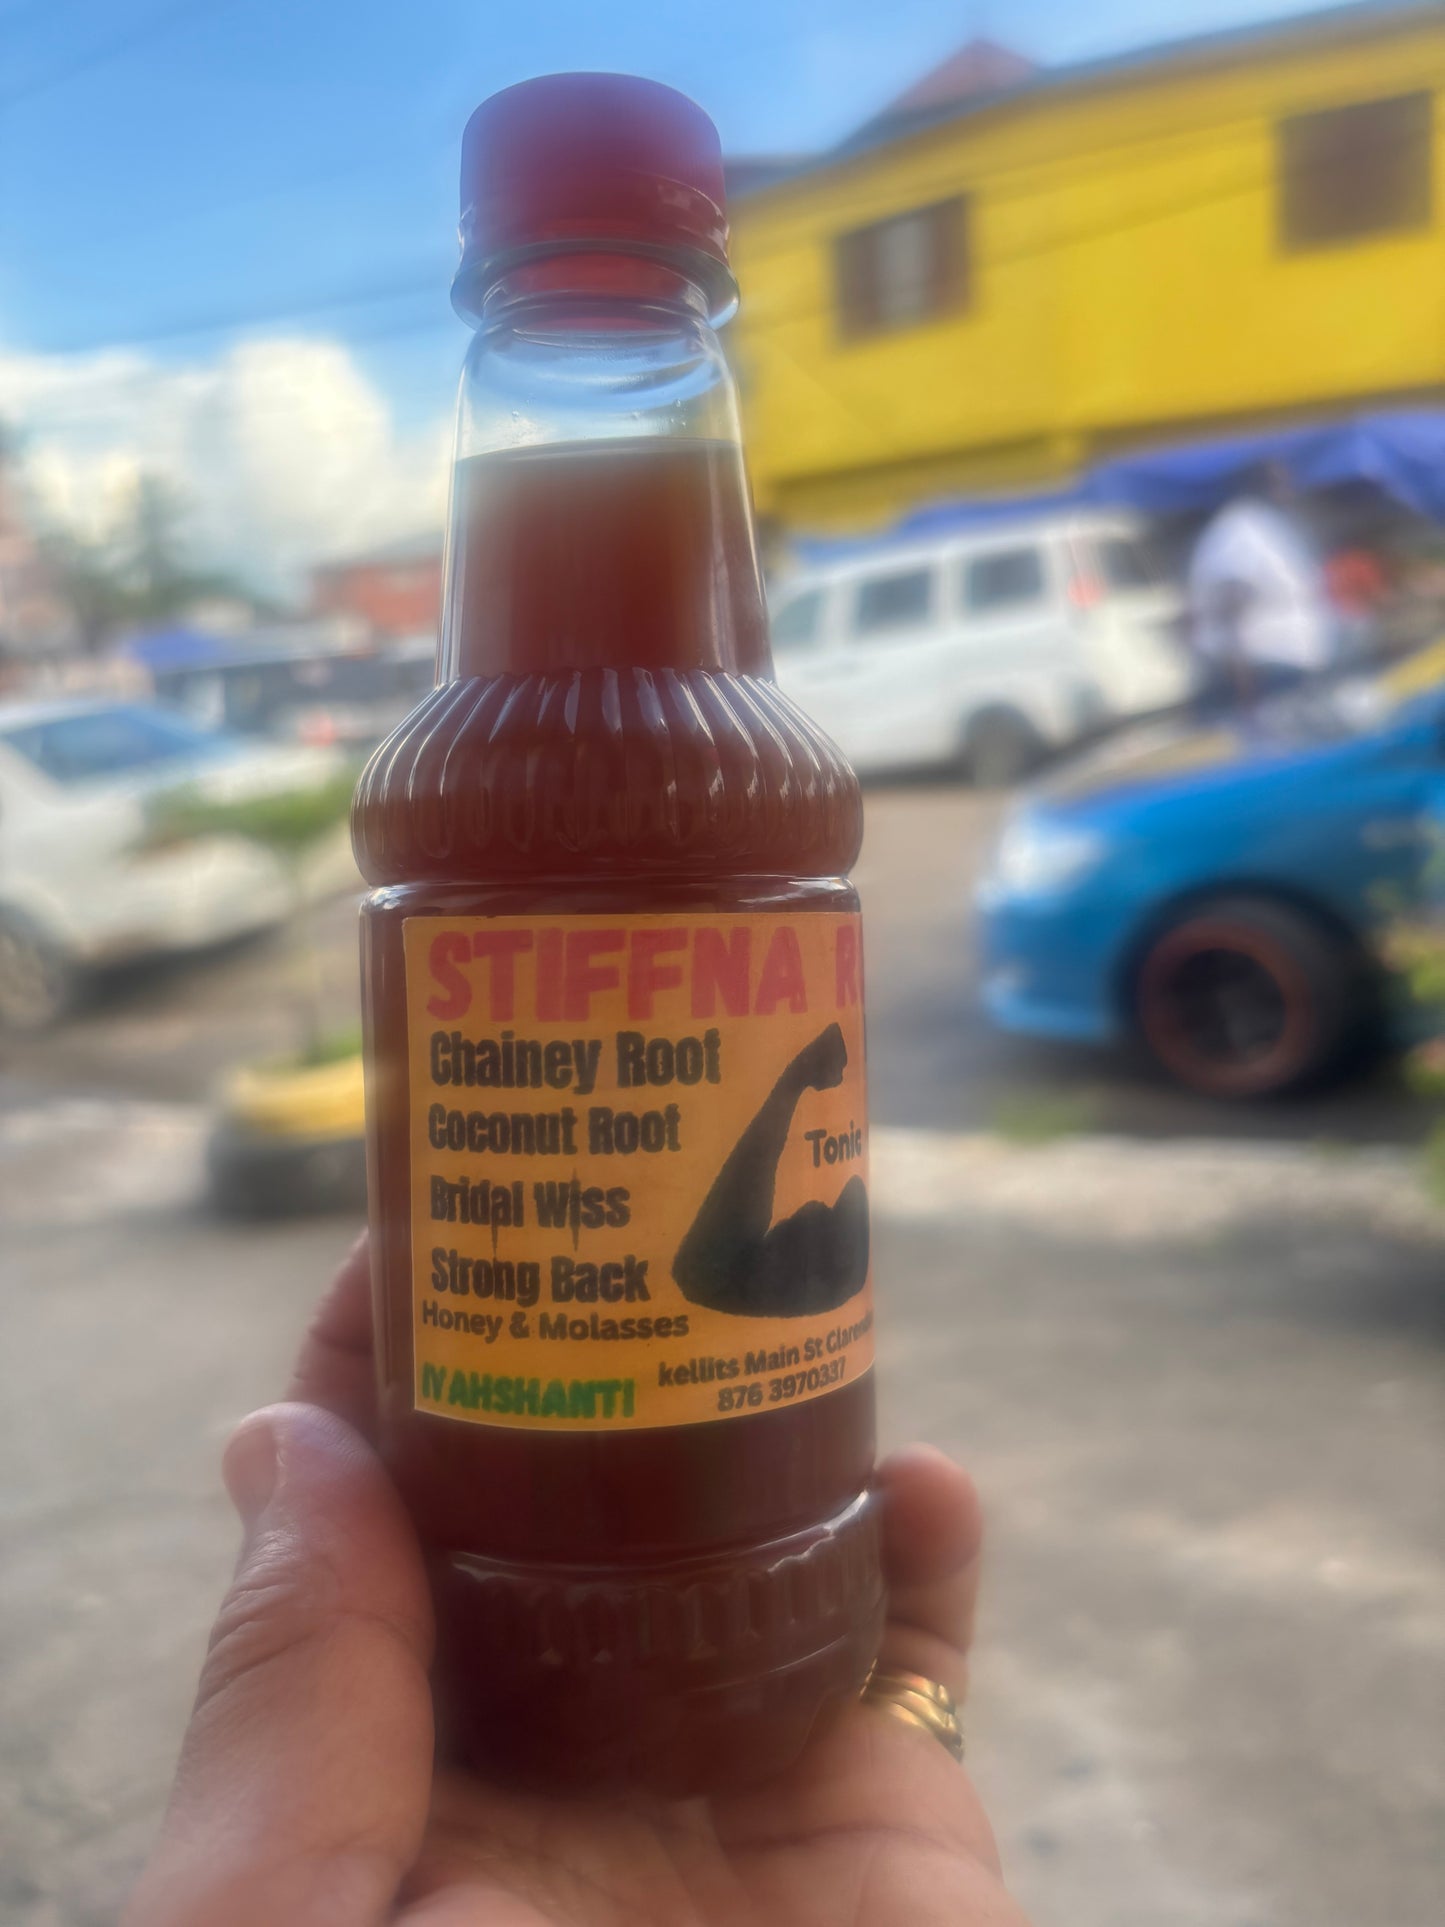 STIFFNA R
Chainey Root
Coconut Root
Bridal Wiss
Strong Back
Honey & Molasses
Tonic
IYAHSHANTI
kellits Main St Claren
876 3970337